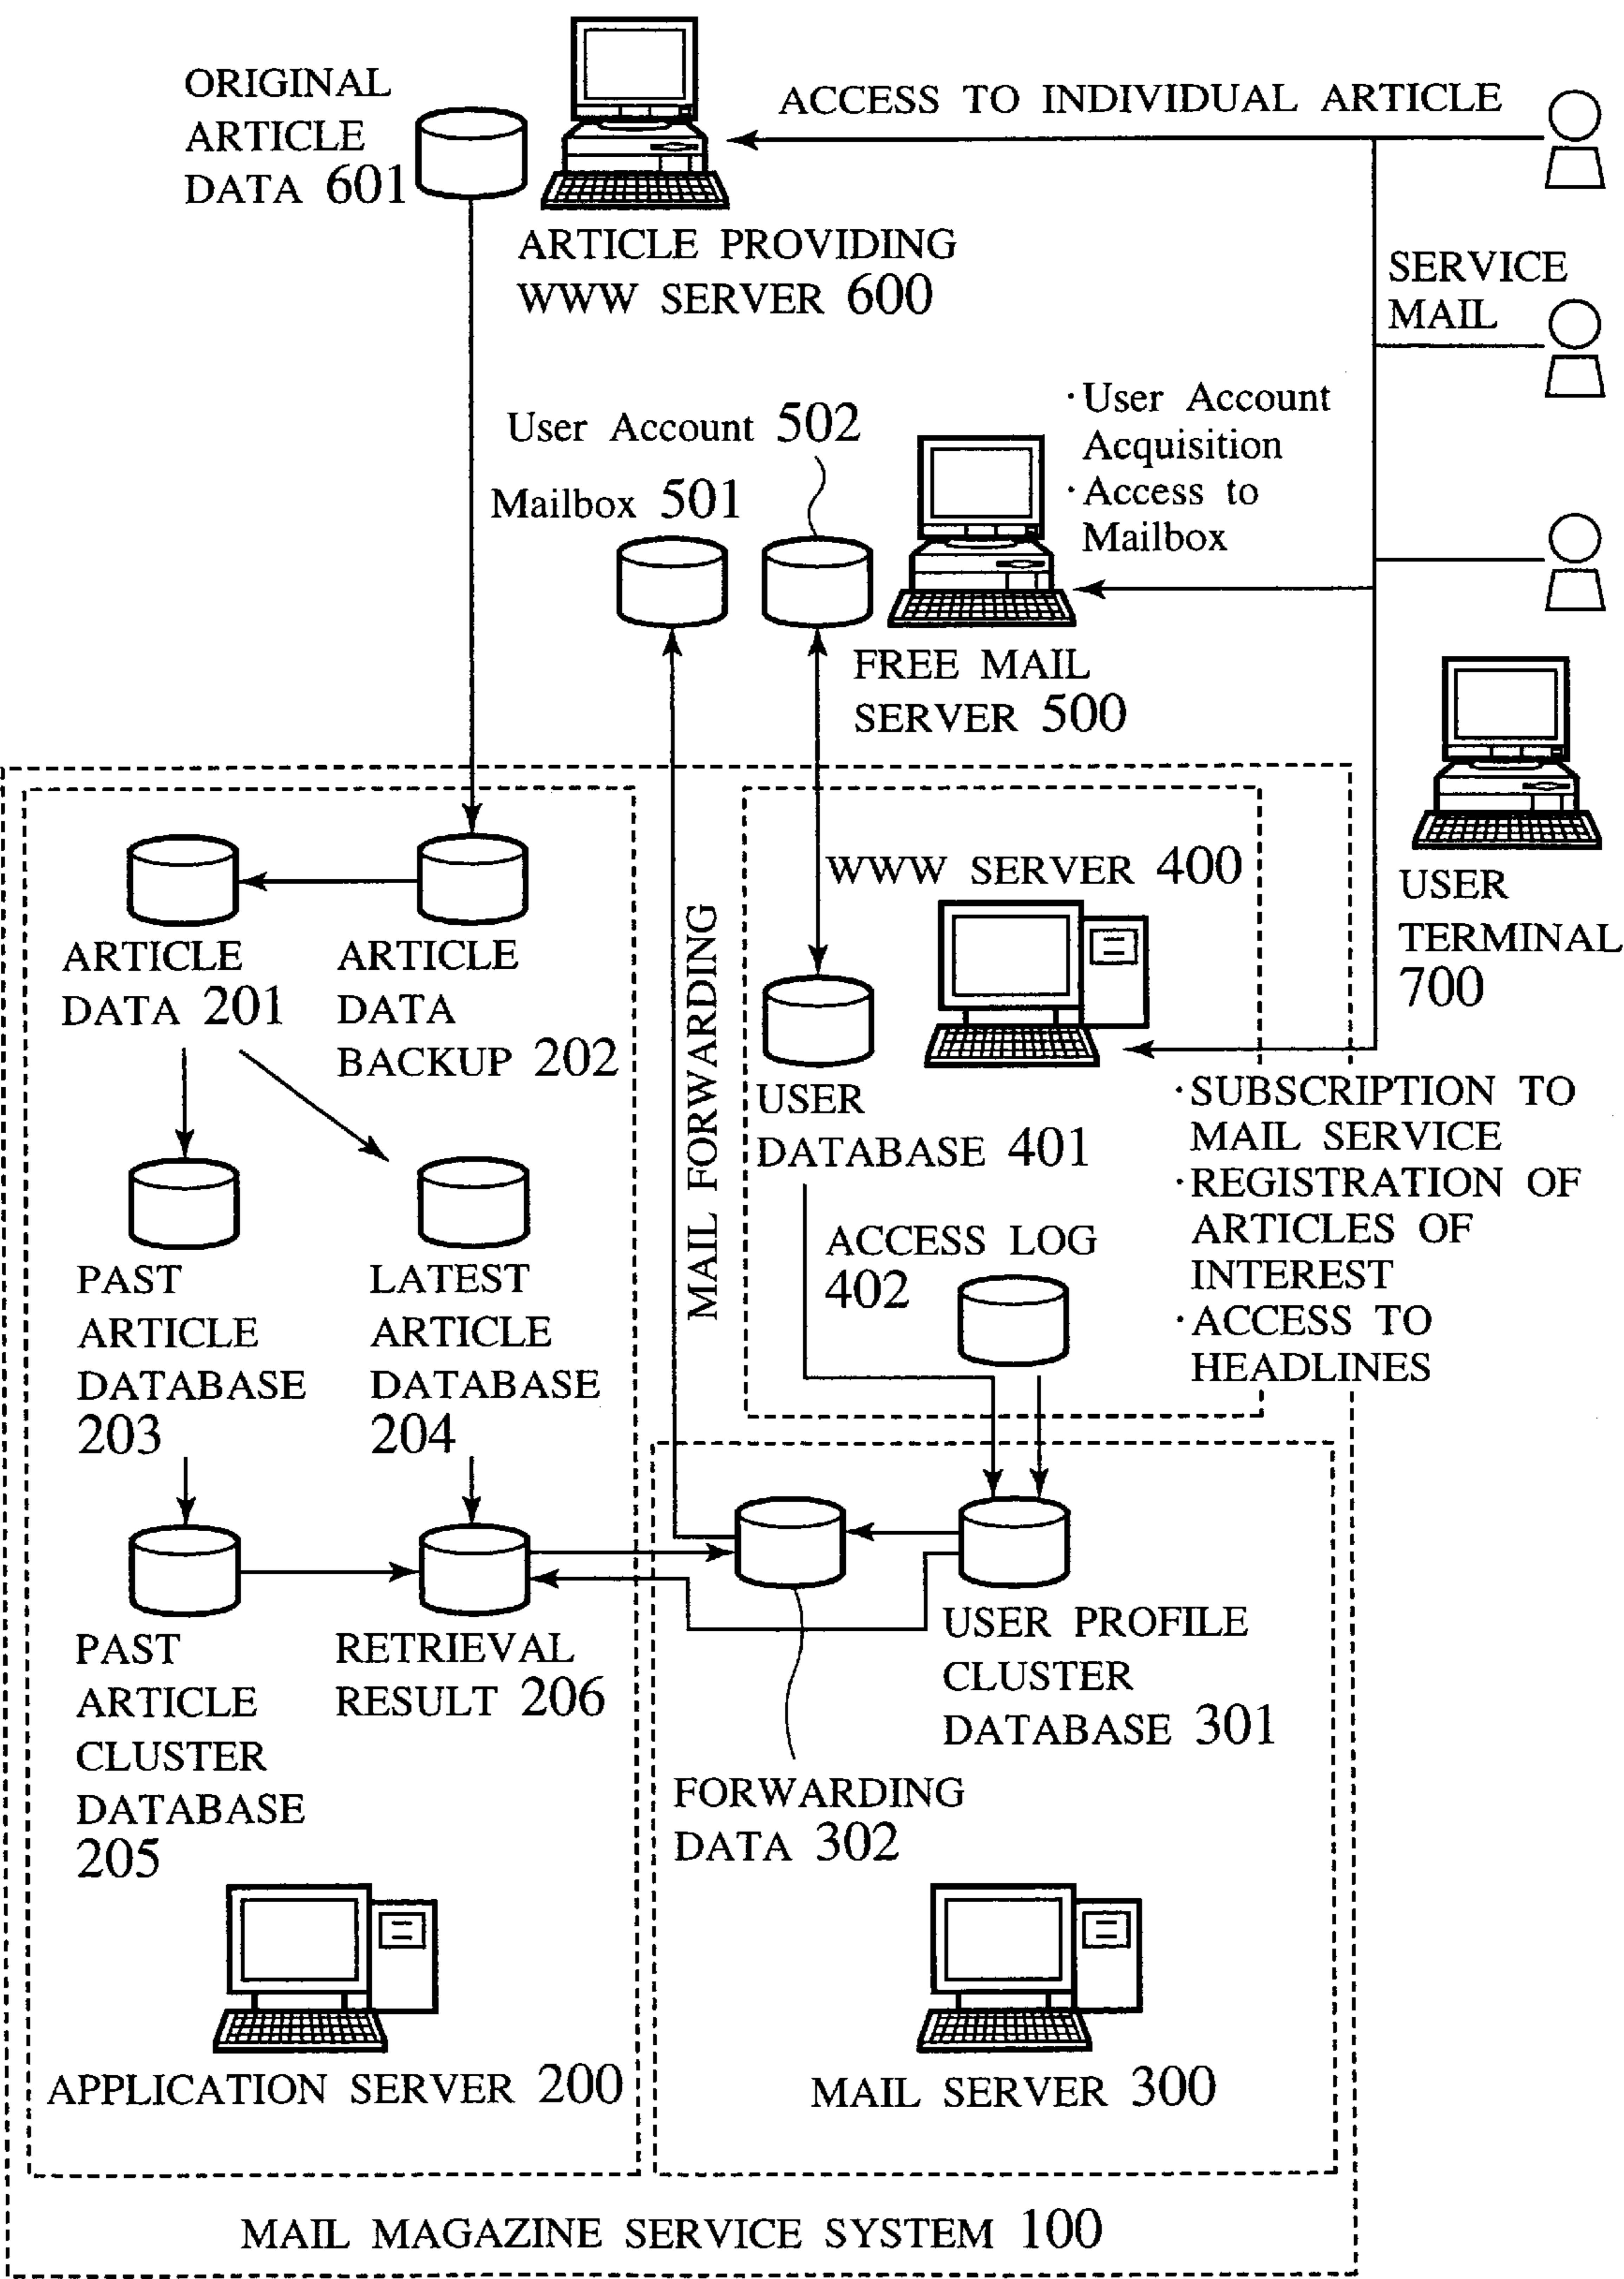 ORIGINAL
ARTICLE
DATA 601
ACCESS TO INDIVIDUAL ARTICLE
ARTICLE PROVIDING
WWW SERVER 600
SERVICE
MAIL
User Account 502
Mailbox 501
·User Account
Acquisition
·Access to
Mailbox
FREE MAIL
SERVER 500
USER
TERMINAL
700
WWW SERVER 400
ARTICLE
DATA 201
ARTICLE
DATA
BACKUP 202
MAIL FORWARDING
USER
DATABASE 401
·SUBSCRIPTION TO
MAIL SERVICE
·REGISTRATION OF
ARTICLES OF
INTEREST
·ACCESS TO
HEADLINES
ACCESS LOG
402
PAST
ARTICLE
DATABASE
203
LATEST
ARTICLE
DATABASE
204
PAST
ARTICLE
CLUSTER
DATABASE
205
RETRIEVAL
RESULT 206
USER PROFILE
CLUSTER
DATABASE 301
FORWARDING
DATA 302
APPLICATION SERVER 200
MAIL SERVER 300
MAIL MAGAZINE SERVICE SYSTEM 100